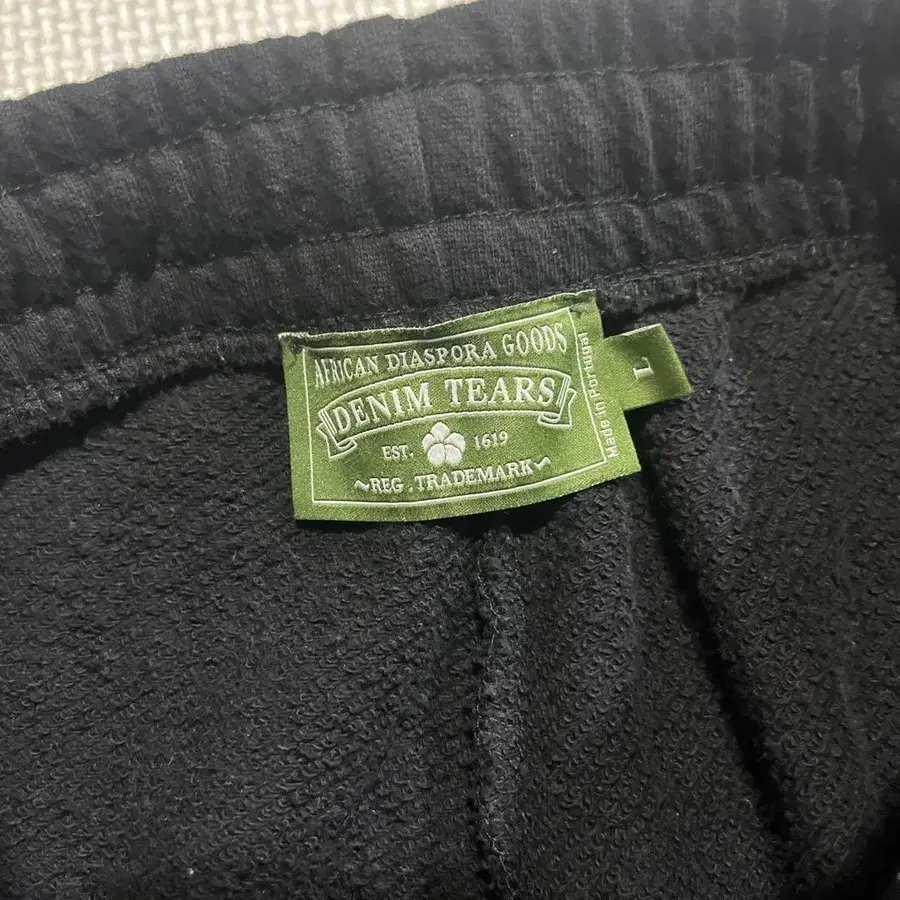 AFRICAN DIASPORA GOODS
DENIM TEARS
EST. 1619
~REG. TRADEMARK~
Made in Portugal
L